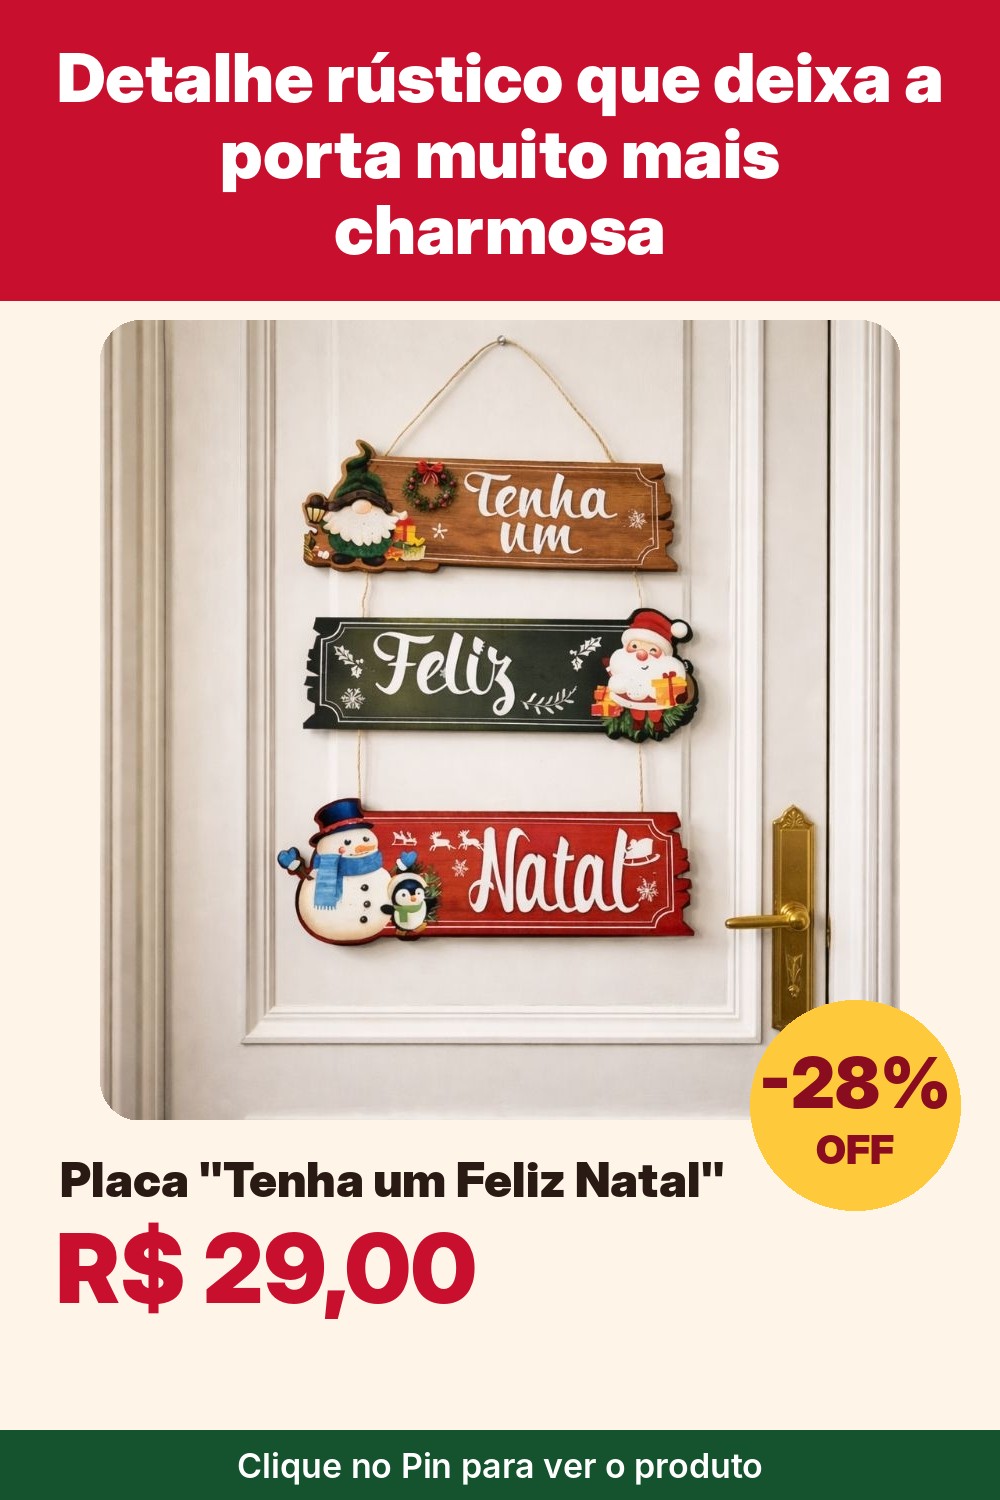 Detalhe rústico que deixa a
porta muito mais
charmosa
Tenha
um
Feliz
Natal
-28%
OFF
Placa "Tenha um Feliz Natal"
R$ 29,00
Clique no Pin para ver o produto